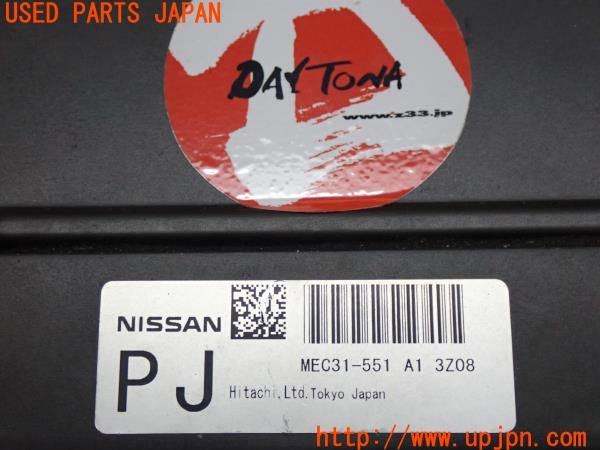 USED PARTS JAPAN
DAYTONA
www.z33.jp
NISSAN
PJ
MEC31-551 A1 3Z08
Hitachi,Ltd.Tokyo Japan
http://www.upjpn.com